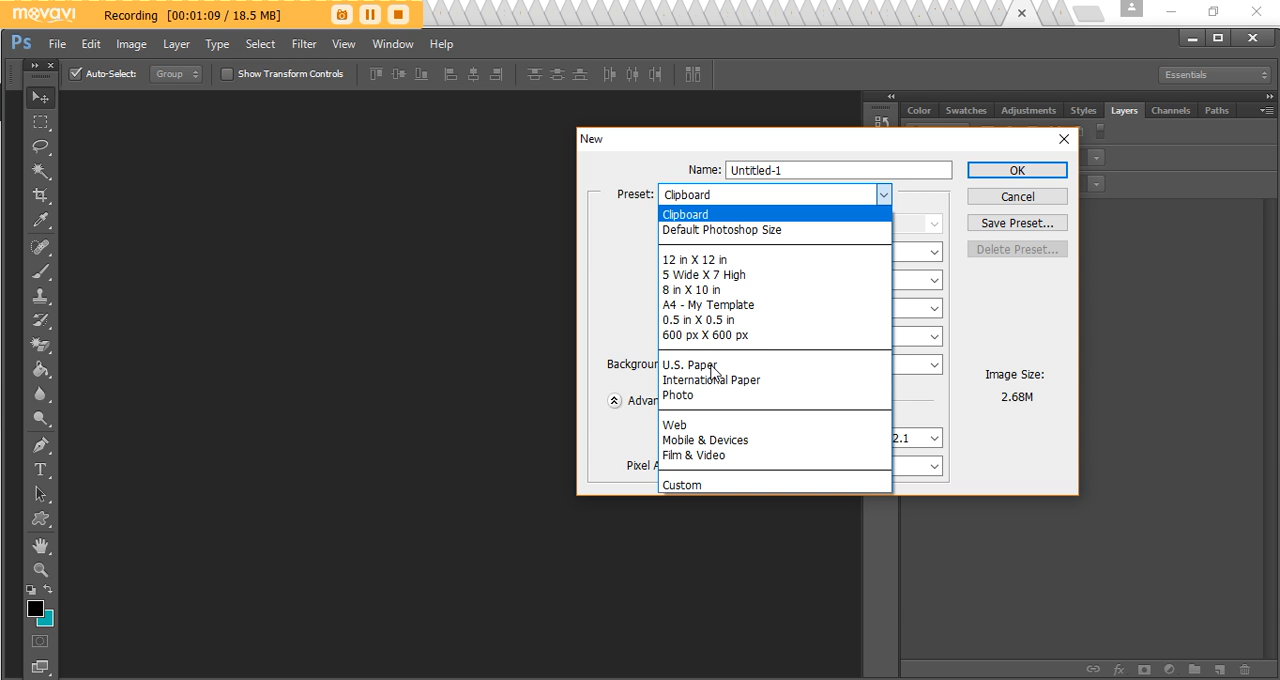 movavi Recording [00:01:09 / 18.5 MB]
Ps File Edit Image Layer Type Select Filter View Window Help
Auto-Select: Group Show Transform Controls Essentials
Color Swatches Adjustments Styles Layers Channels Paths
New
Name: Untitled-1 OK
Preset: Clipboard Cancel
Clipboard
Default Photoshop Size
Save Preset...
Delete Preset...
12 in X 12 in
5 Wide X 7 High
8 in X 10 in
A4 - My Template
0.5 in X 0.5 in
600 px X 600 px
U.S. Paper
International Paper
Photo
Image Size:
2.68M
Web
Mobile & Devices
Film & Video
Custom
T
fx